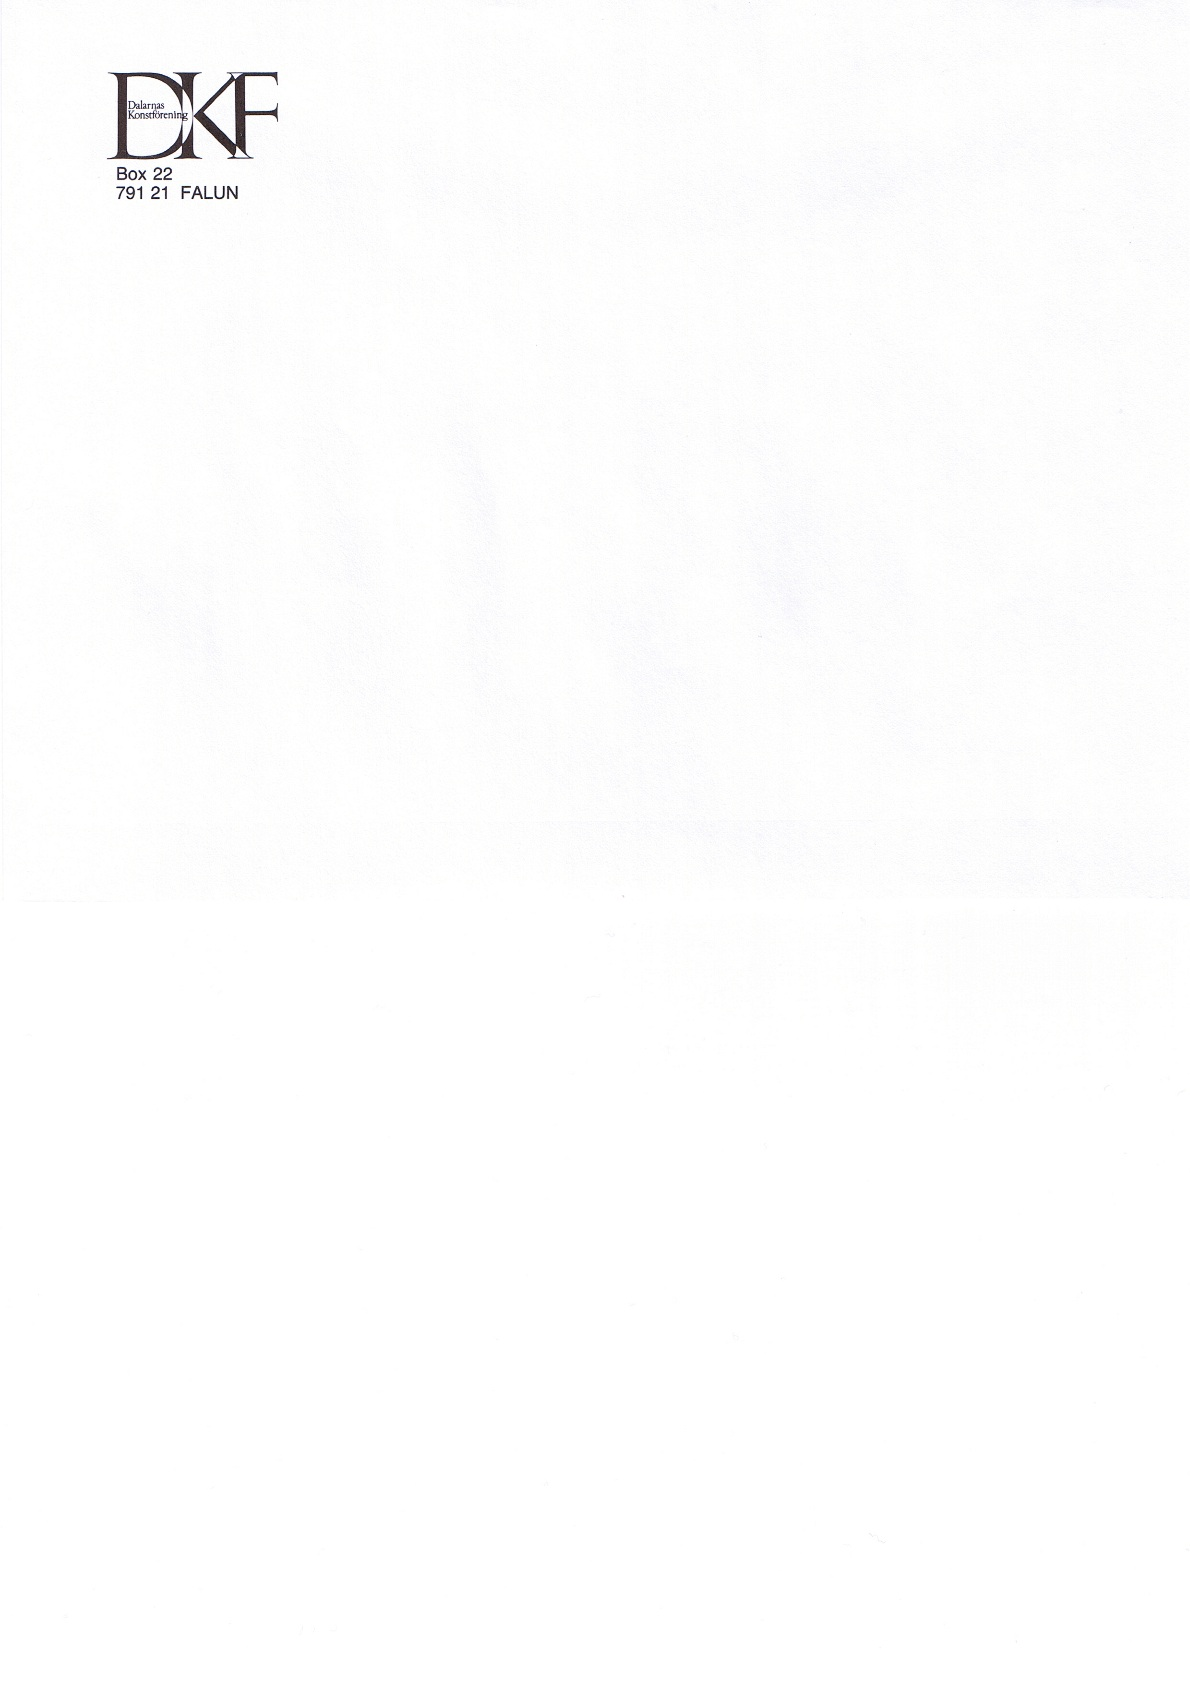 DKF
Dalarnas
Konstförening
Box 22
791 21 FALUN